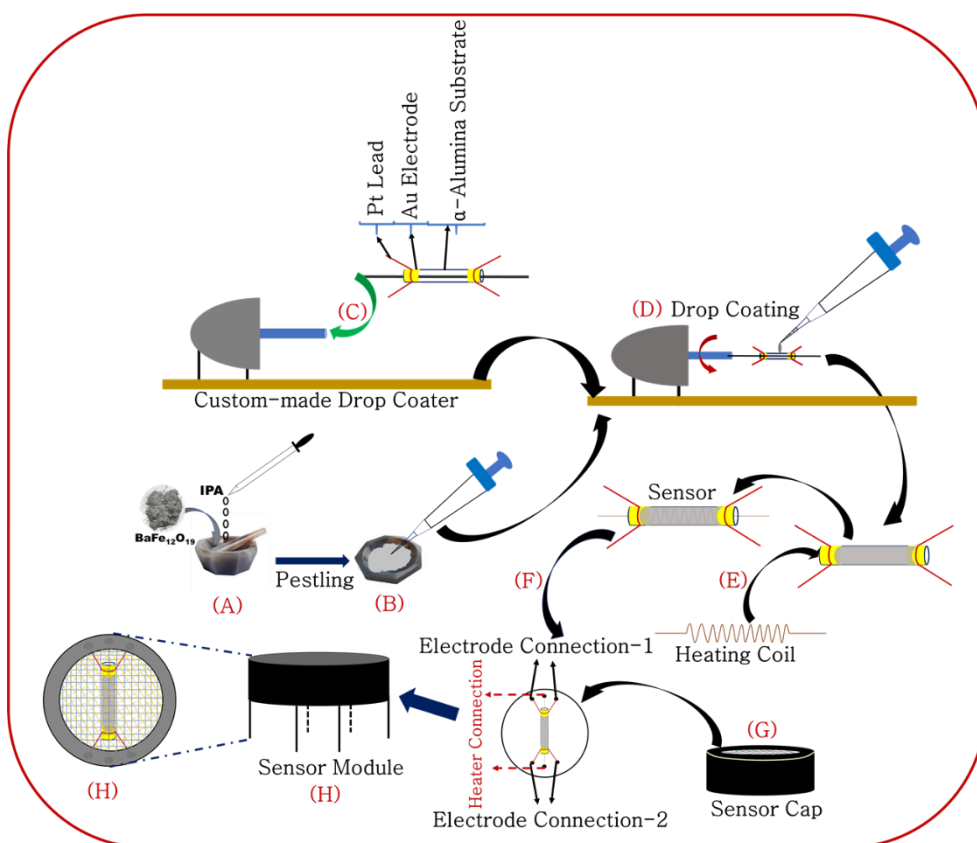 Pt Lead
Au Electrode
α-Alumina Substrate
(C)
Custom-made Drop Coater
(D) Drop Coating
IPA
BaFe₁₂O₁₉
Pestling
(A)
(B)
Sensor
(E)
(F)
Heating Coil
Electrode Connection-1
Heater Connection
Electrode Connection-2
(G)
Sensor Cap
Sensor Module
(H)
(H)